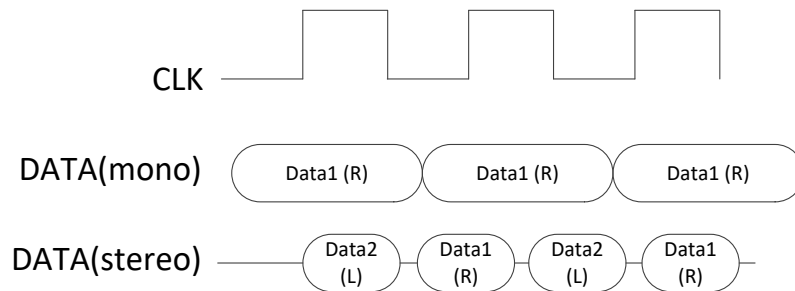 CLK
DATA(mono)
Data1 (R)
Data1 (R)
Data1 (R)
DATA(stereo)
Data2
(L)
Data1
(R)
Data2
(L)
Data1
(R)